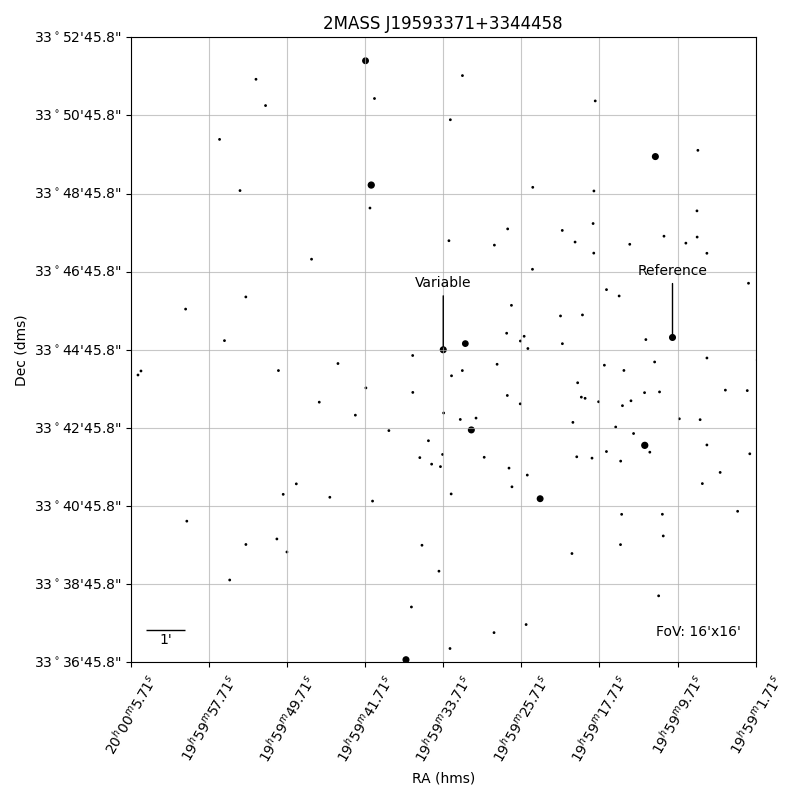 2MASS J19593371+3344458
33°52'45.8"
33°50'45.8"
33°48'45.8"
33°46'45.8"
33°44'45.8"
33°42'45.8"
33°40'45.8"
33°38'45.8"
33°36'45.8"
Dec (dms)
Variable
Reference
1'
FoV: 16'x16'
20ʰ00ᵐ5.71ˢ
19ʰ59ᵐ57.71ˢ
19ʰ59ᵐ49.71ˢ
19ʰ59ᵐ41.71ˢ
19ʰ59ᵐ33.71ˢ
19ʰ59ᵐ25.71ˢ
19ʰ59ᵐ17.71ˢ
19ʰ59ᵐ9.71ˢ
19ʰ59ᵐ1.71ˢ
RA (hms)